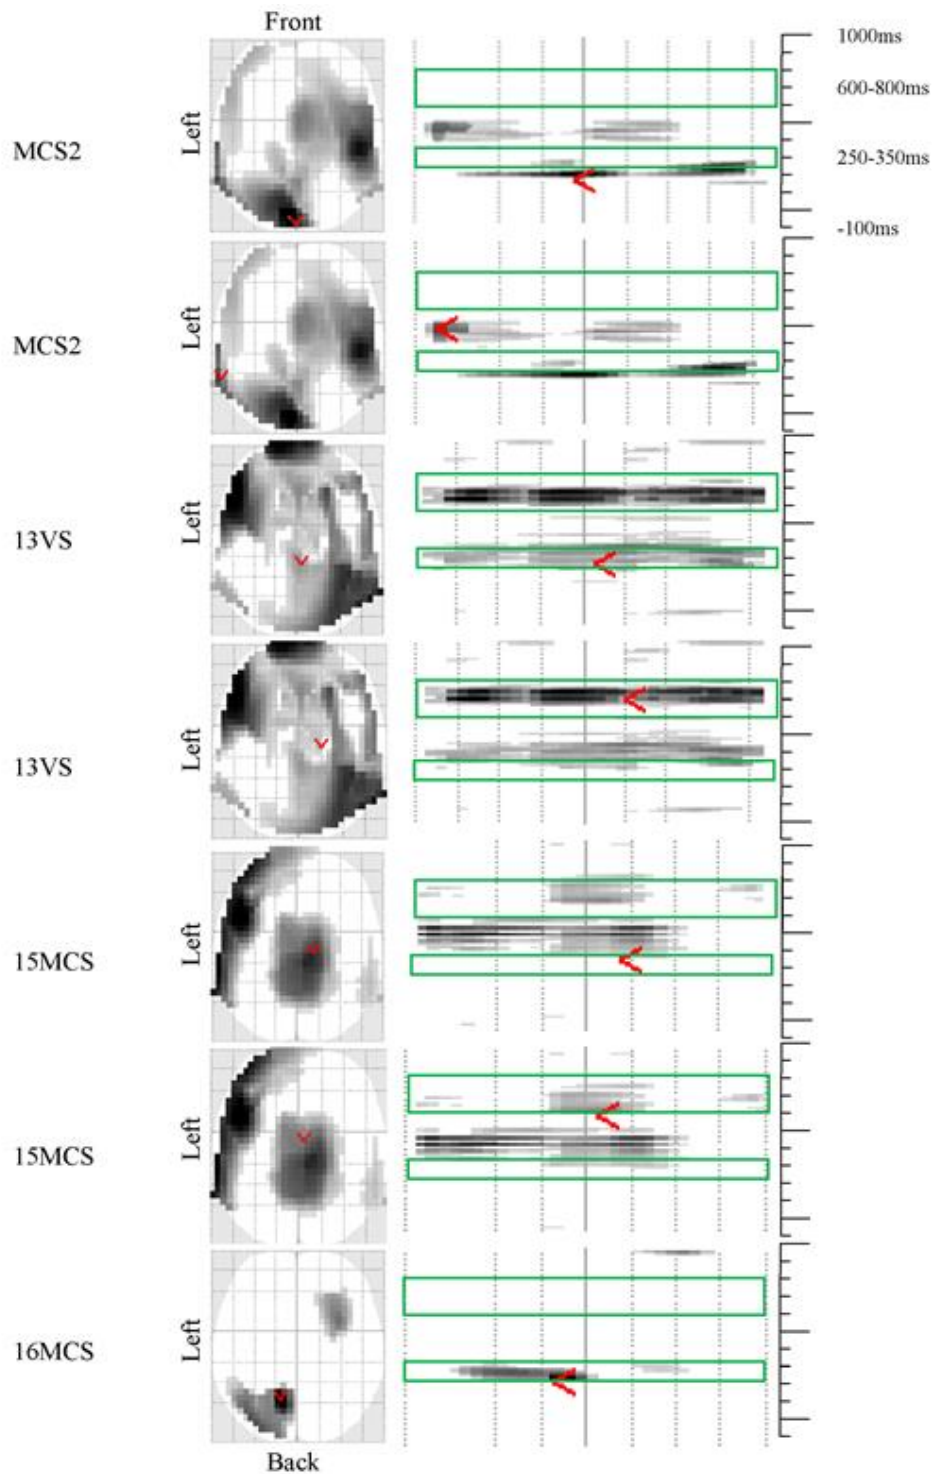 Front
1000ms
600-800ms
Left
MCS2
250-350ms
-100ms
Left
MCS2
Left
13VS
Left
13VS
Left
15MCS
Left
15MCS
Left
16MCS
Back